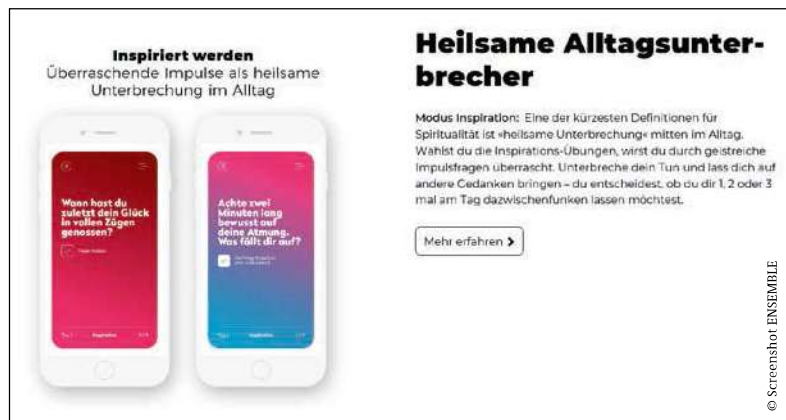 Inspiriert werden
Überraschende Impulse als heilsame
Unterbrechung im Alltag
Wann hast du
zuletzt dein Glück
in vollen Zügen
genossen?
Achte zwei
Minuten lang
bewusst auf
deine Atmung.
Was fällt dir auf?
Inspiration
Inspiration
Heilsame Alltagsunter-
brecher
Modus Inspiration: Eine der kürzesten Definitionen für
Spiritualität ist »heilsame Unterbrechung« mitten im Alltag.
Wählst du die Inspirations-Übungen, wirst du durch geistreiche
Impulsfragen überrascht. Unterbreche dein Tun und lass dich auf
andere Gedanken bringen – du entscheidest, ob du dir 1, 2 oder 3
mal am Tag dazwischenfunken lassen möchtest.
Mehr erfahren
© Screenshot ENSEMBLE